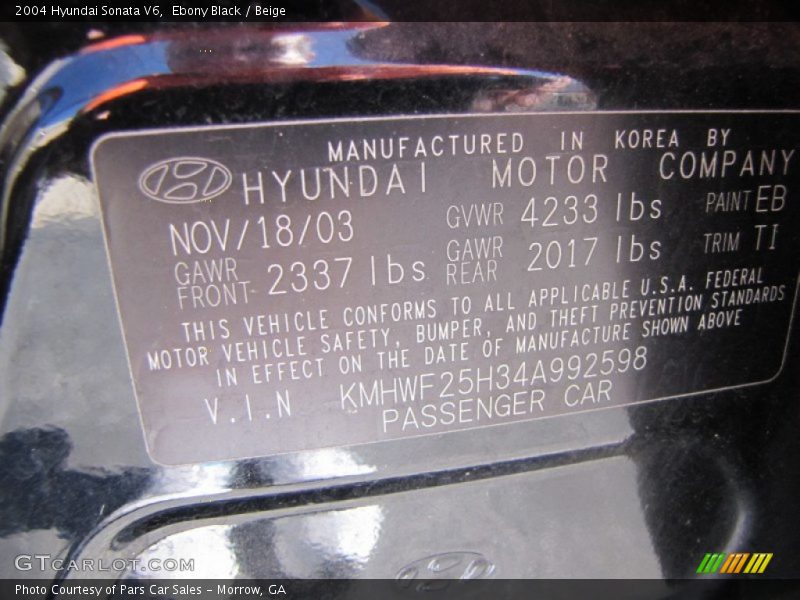 2004 Hyundai Sonata V6, Ebony Black / Beige
MANUFACTURED IN KOREA BY
HYUNDAI MOTOR COMPANY
NOV/18/03 GVWR 4233 lbs PAINT EB
GAWR FRONT 2337 lbs GAWR REAR 2017 lbs TRIM TI
THIS VEHICLE CONFORMS TO ALL APPLICABLE U.S.A. FEDERAL
MOTOR VEHICLE SAFETY, BUMPER, AND THEFT PREVENTION STANDARDS
IN EFFECT ON THE DATE OF MANUFACTURE SHOWN ABOVE
V.I.N KMHWF25H34A992598
PASSENGER CAR
GTcarlot.com
Photo Courtesy of Pars Car Sales - Morrow, GA